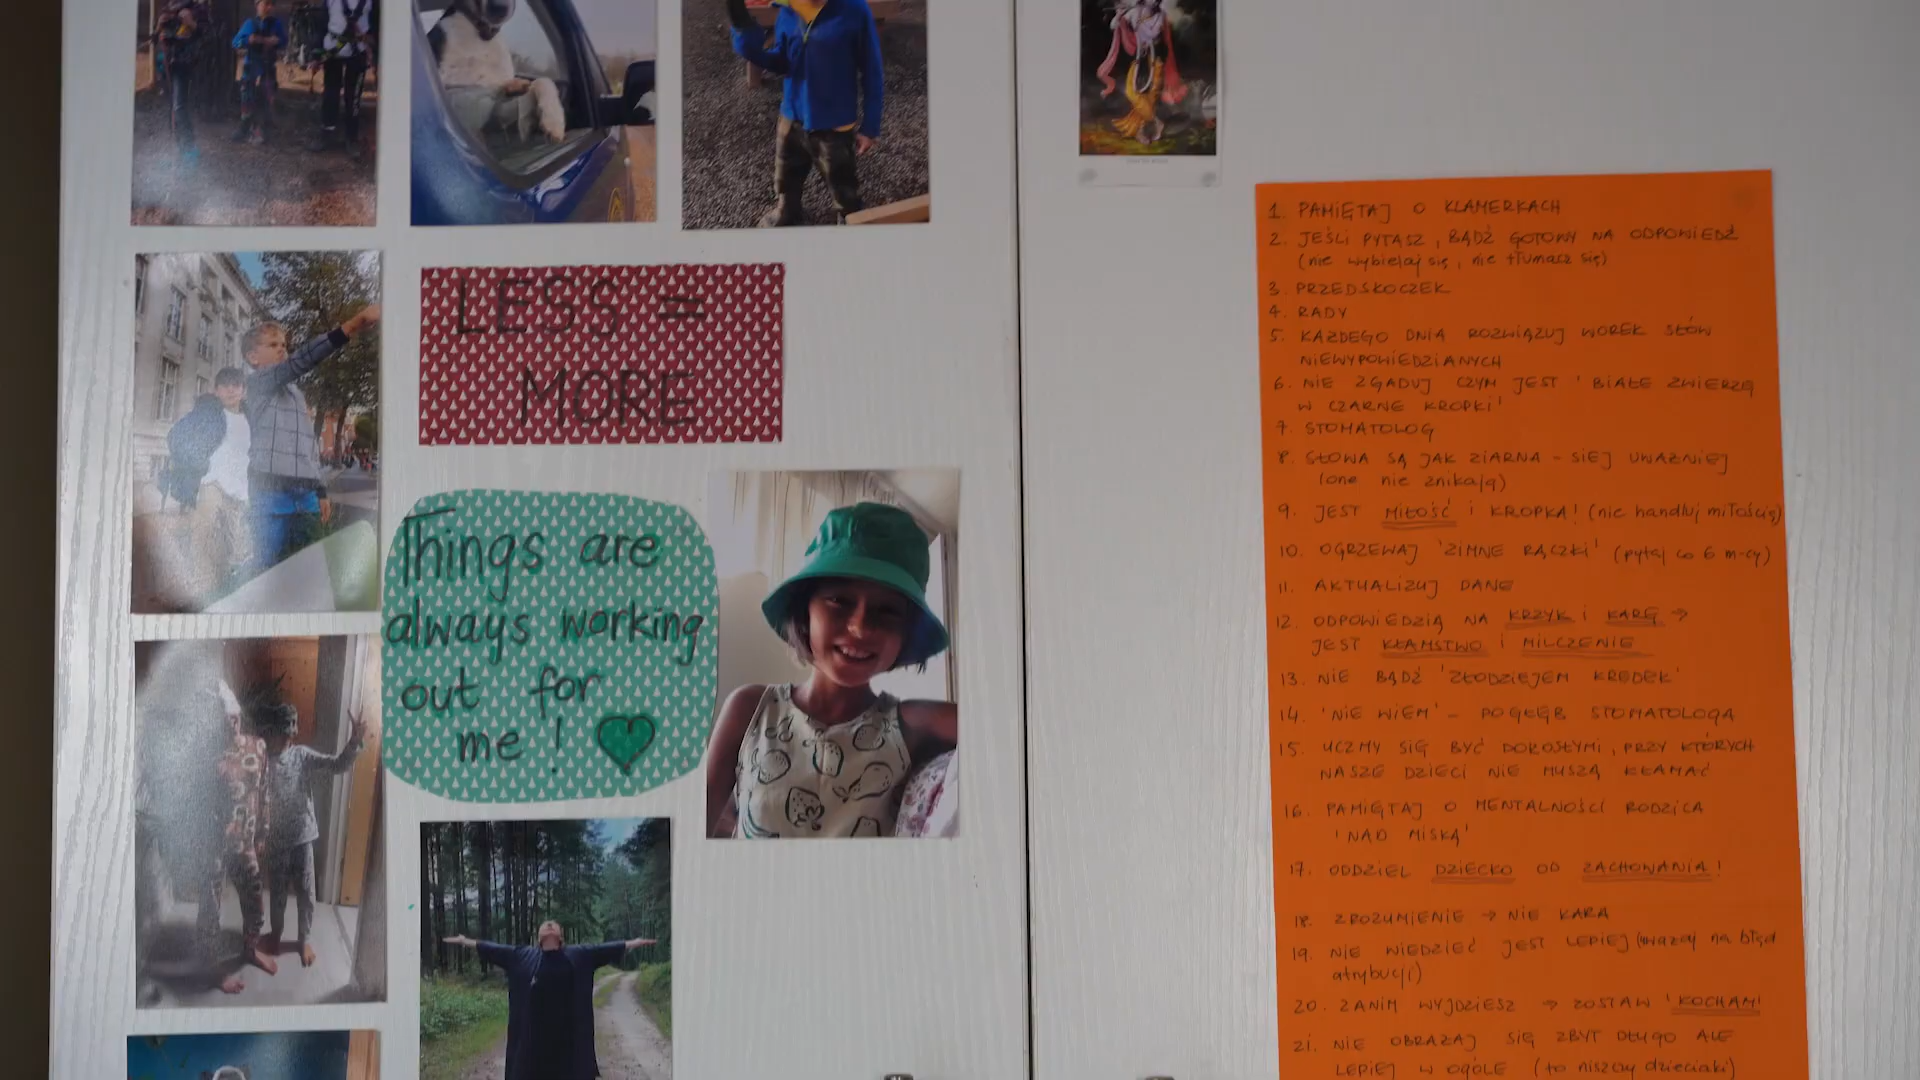 LESS =
MORE
Things are
always working
out for
me!
1. PAMIĘTAJ O KLAMERKACH
2. JEŚLI PYTASZ, BĄDŹ GOTOWY NA ODPOWIEDŹ
(nie wybielaj się, nie tłumacz się)
3. PRZEDSKOCZEK
4. RADY
5. KAŻDEGO DNIA ROZWIĄZUJ WOREK SŁÓW
NIEWYPOWIEDZIANYCH
6. NIE ZGADUJ CZYM JEST 'BIAŁE ZWIERZĘ
W CZARNE KROPKI'
7. STOMATOLOG
8. SŁOWA SĄ JAK ZIARNA - SIEJ UWAŻNIEJ
(one nie znikają)
9. JEST MIŁOŚĆ I KROPKA! (nie handluj miłością)
10. OGRZEWAJ 'ZIMNE RĄCZKI' (pytaj co 6 m-cy)
11. AKTUALIZUJ DANE
12. ODPOWIEDZIĄ NA KRZYK i KARĘ →
JEST KŁAMSTWO i MILCZENIE
13. NIE BĄDŹ 'ZŁODZIEJEM KREDEK'
14. 'NIE WIEM' - POGŁĘB STOMATOLOGA
15. UCZMY SIĘ BYĆ DOROSŁYMI, PRZY KTÓRYCH
NASZE DZIECI NIE MUSZĄ KŁAMAĆ
16. PAMIĘTAJ O MENTALNOŚCI RODZICA
'NAD MISKĄ'
17. ODDZIEL DZIECKO OD ZACHOWANIA!
18. ZROZUMIENIE → NIE KARA
19. NIE WIEDZIEĆ JEST LEPIEJ (uważaj na błąd
atrybucji)
20. ZANIM WYJDZIESZ → ZOSTAW 'KOCHAM'
21. NIE OBRAŻAJ SIĘ ZBYT DŁUGO ALE
LEPIEJ W OGÓLE (to niszczy dzieciaki)